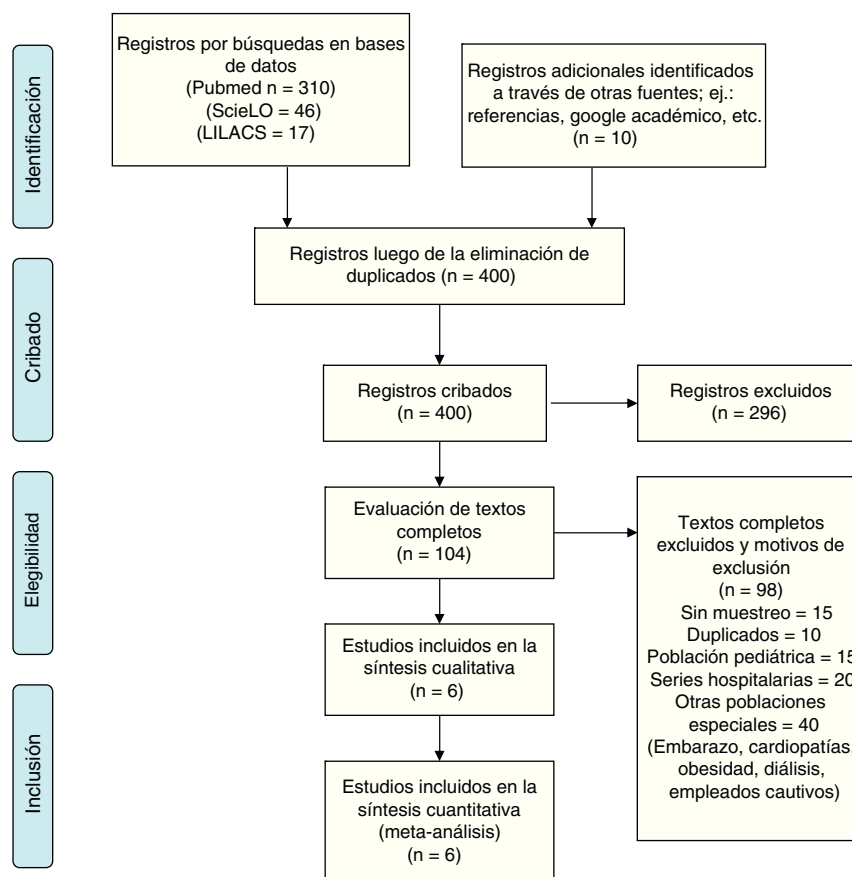 Identificación
Registros por búsquedas en bases
de datos
(Pubmed n = 310)
(ScieLO = 46)
(LILACS = 17)
Registros adicionales identificados
a través de otras fuentes; ej.:
referencias, google académico, etc.
(n = 10)
Cribado
Registros luego de la eliminación de
duplicados (n = 400)
Registros cribados
(n = 400)
Registros excluidos
(n = 296)
Elegibilidad
Evaluación de textos
completos
(n = 104)
Textos completos
excluidos y motivos de
exclusión
(n = 98)
Sin muestreo = 15
Duplicados = 10
Población pediátrica = 15
Series hospitalarias = 20
Otras poblaciones
especiales = 40
(Embarazo, cardiopatías,
obesidad, diálisis,
empleados cautivos)
Estudios incluidos en la
síntesis cualitativa
(n = 6)
Inclusión
Estudios incluidos en la
síntesis cuantitativa
(meta-análisis)
(n = 6)